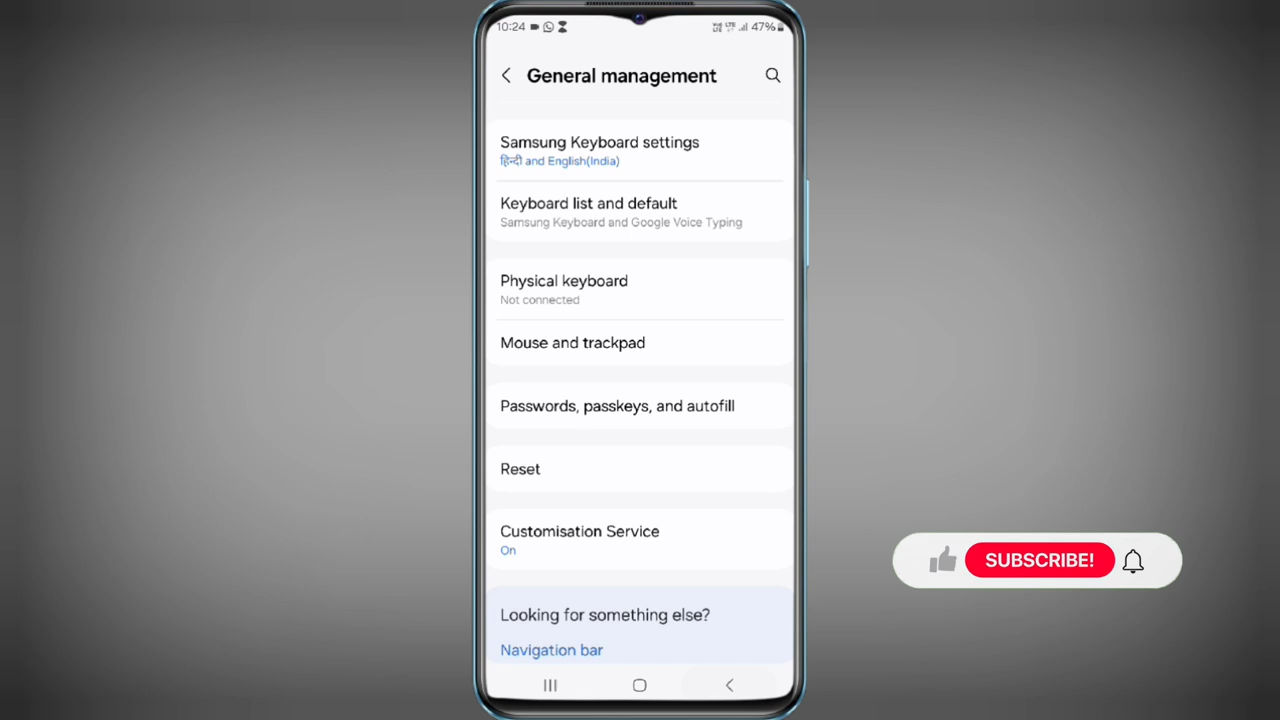 10:24
47%
General management
Samsung Keyboard settings
हिन्दी and English(India)
Keyboard list and default
Samsung Keyboard and Google Voice Typing
Physical keyboard
Not connected
Mouse and trackpad
Passwords, passkeys, and autofill
Reset
Customisation Service
On
SUBSCRIBE!
Looking for something else?
Navigation bar